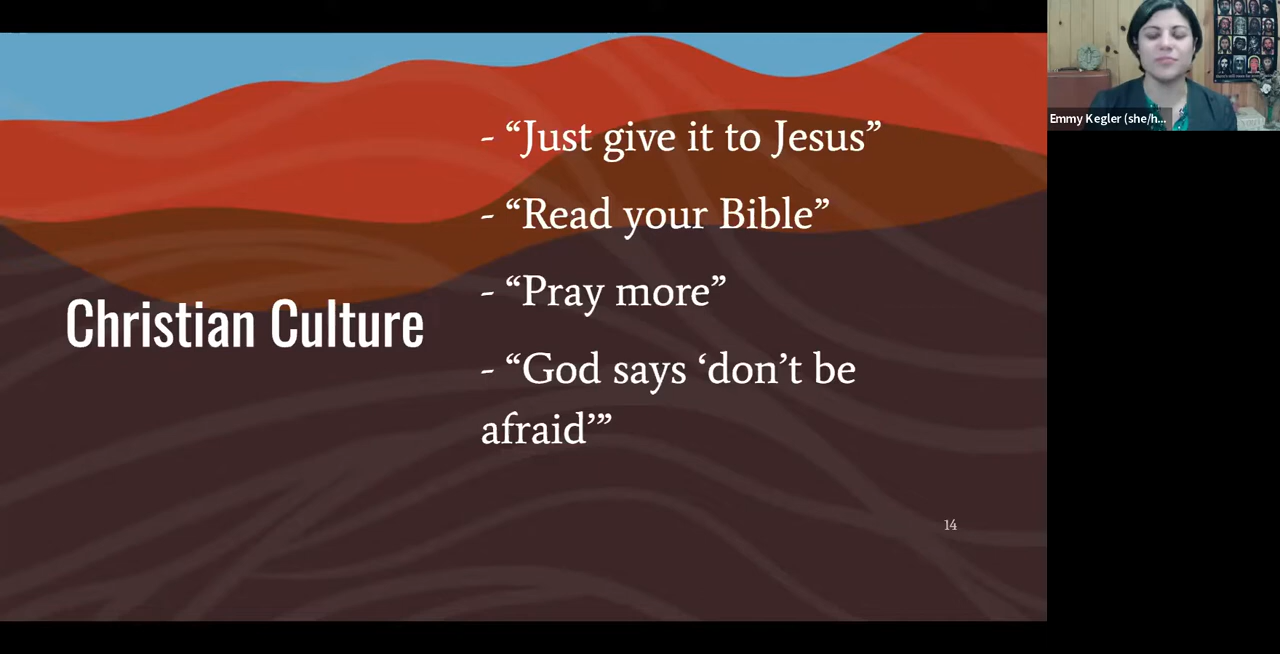 Christian Culture
- “Just give it to Jesus”
- “Read your Bible”
- “Pray more”
- “God says ‘don’t be
afraid’”
14
Emmy Kegler (she/h...